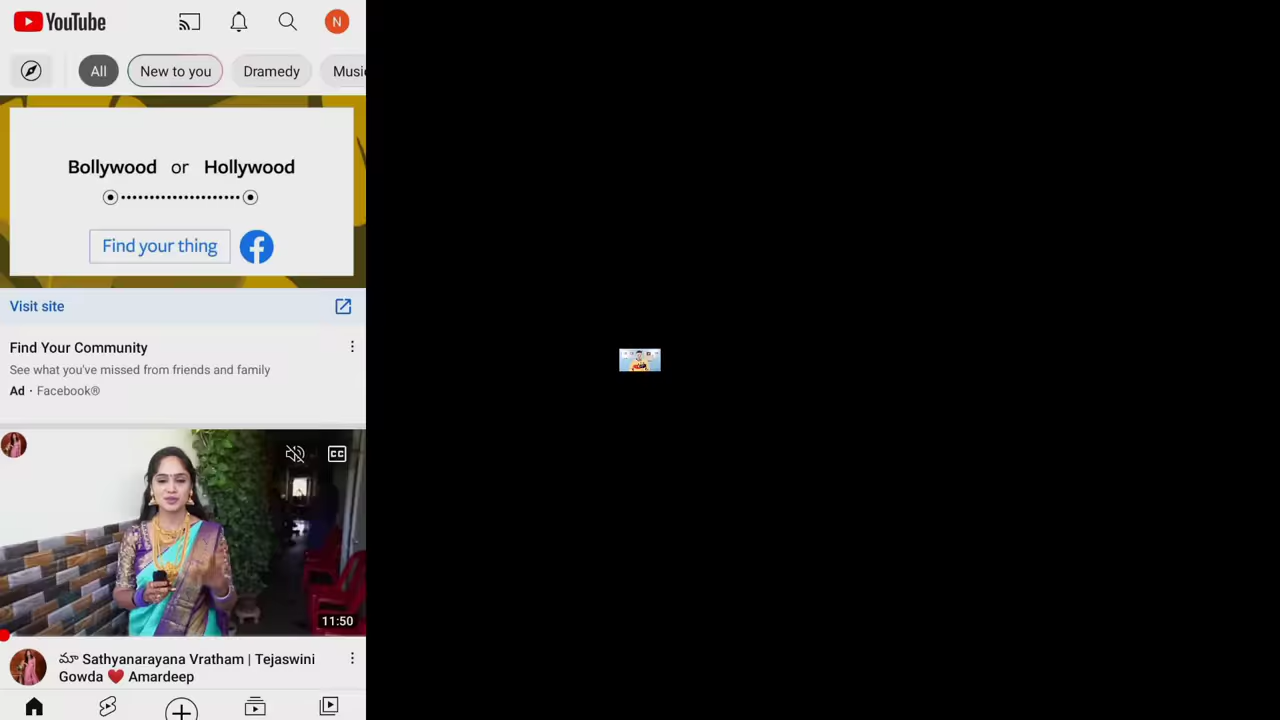 YouTube
N
All New to you Dramedy Musi
Bollywood or Hollywood
Find your thing
Visit site
Find Your Community
See what you've missed from friends and family
Ad · Facebook®
CC
11:50
మా Sathyanarayana Vratham | Tejaswini
Gowda ❤️ Amardeep